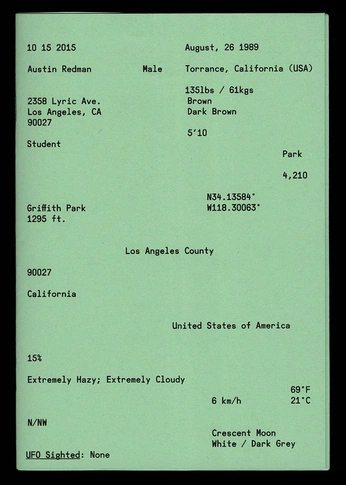 10 15 2015 August, 26 1989
Austin Redman Male Torrance, California (USA)
135lbs / 61kgs
2358 Lyric Ave. Brown
Los Angeles, CA Dark Brown
90027
5'10
Student
Park
4,210
N34.13584°
Griffith Park W118.30063°
1295 ft.
Los Angeles County
90027
California
United States of America
15%
Extremely Hazy; Extremely Cloudy
69°F
6 km/h 21°C
N/NW
Crescent Moon
White / Dark Grey
UFO Sighted: None